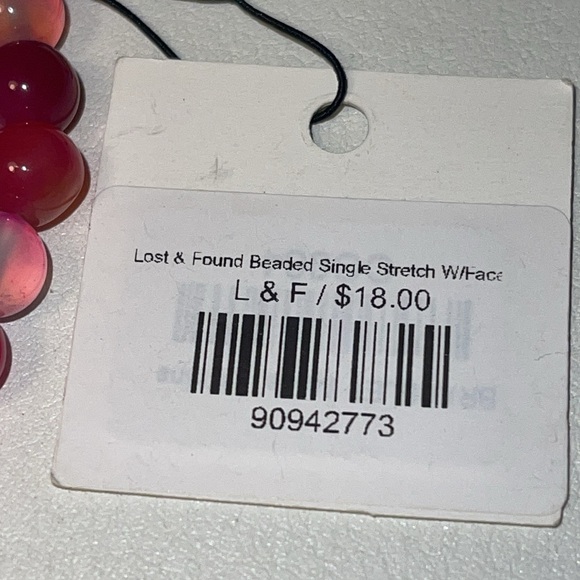 Lost & Found Beaded Single Stretch W/Face
L & F / $18.00
90942773